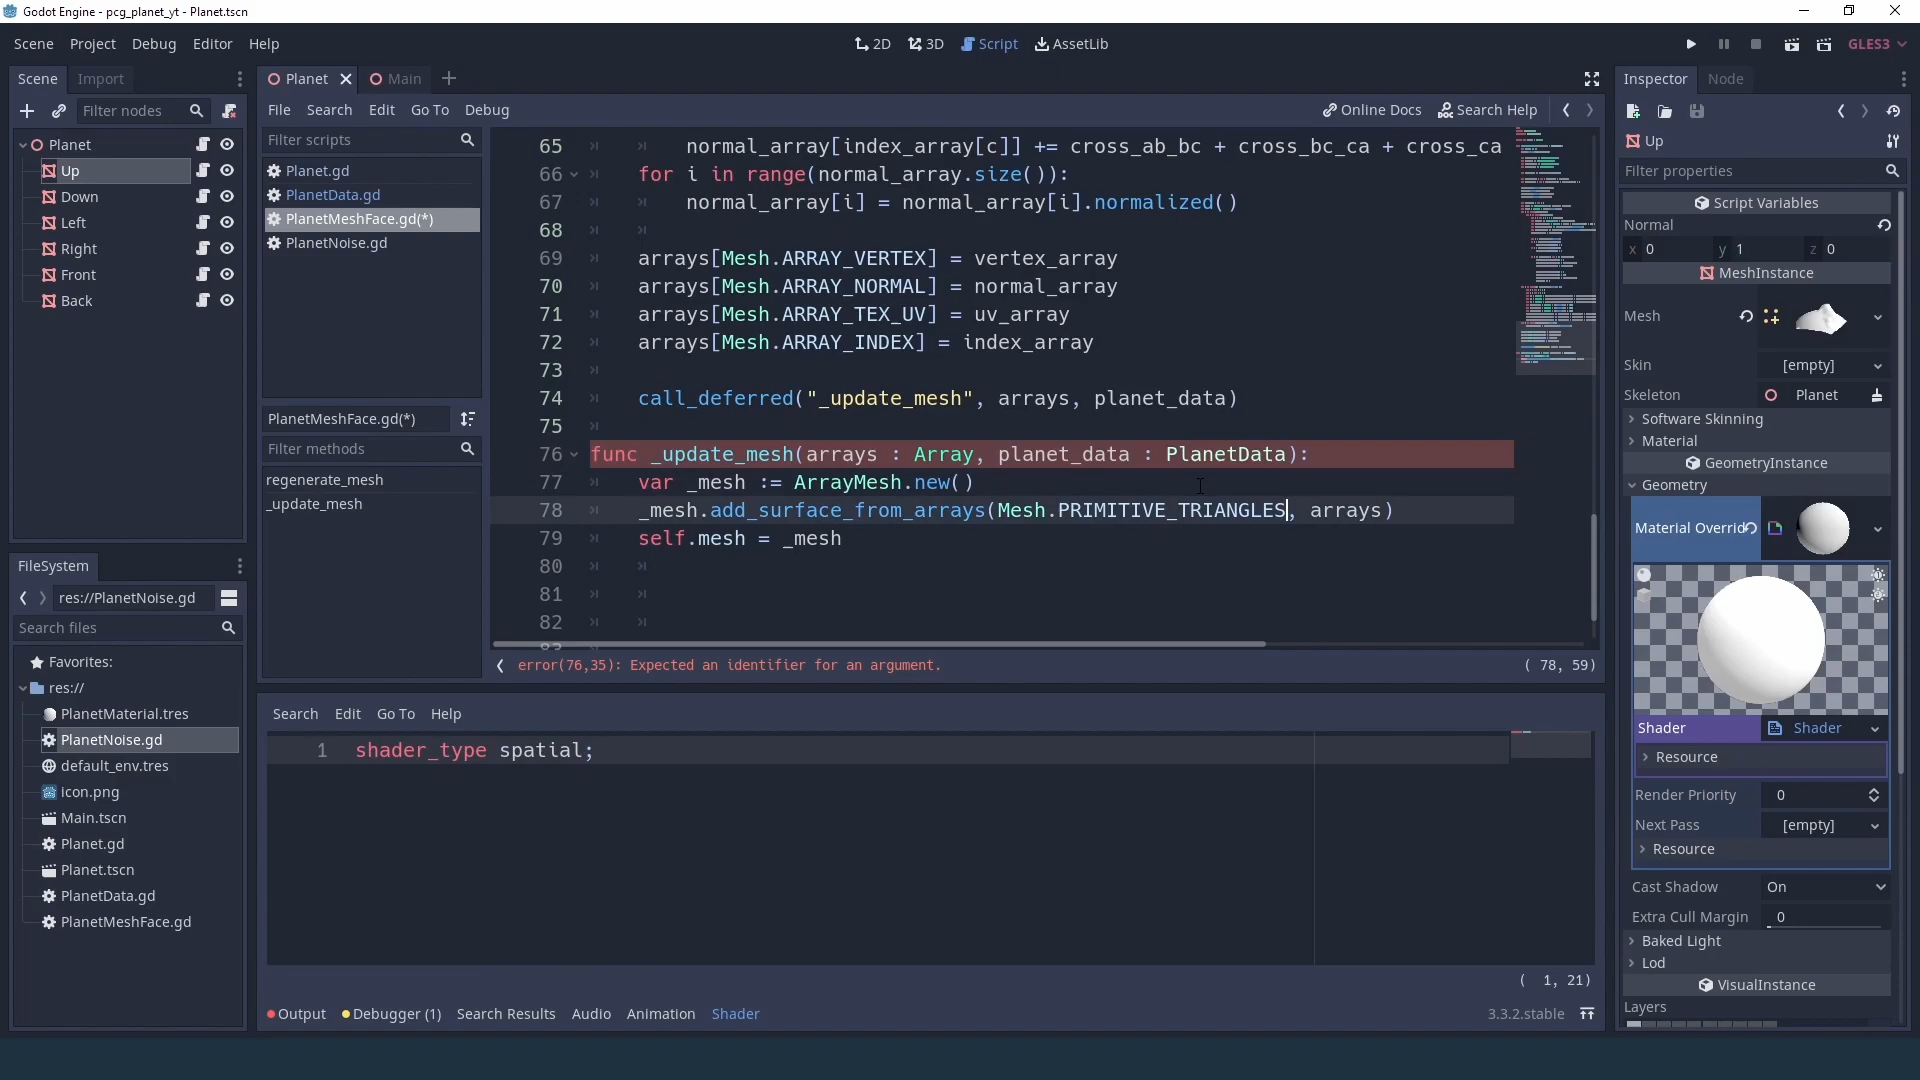 Godot Engine - pcg_planet_yt - Planet.tscn
Scene Project Debug Editor Help
2D 3D Script AssetLib
GLES3
Scene Import
Filter nodes
Planet
Up
Down
Left
Right
Front
Back
FileSystem
res://PlanetNoise.gd
Search files
Favorites:
res://
PlanetMaterial.tres
PlanetNoise.gd
default_env.tres
icon.png
Main.tscn
Planet.gd
Planet.tscn
PlanetData.gd
PlanetMeshFace.gd
Planet Main
File Search Edit Go To Debug
Online Docs Search Help
Filter scripts
Planet.gd
PlanetData.gd
PlanetMeshFace.gd(*)
PlanetNoise.gd
PlanetMeshFace.gd(*)
Filter methods
regenerate_mesh
_update_mesh
65 normal_array[index_array[c]] += cross_ab_bc + cross_bc_ca + cross_ca
66 for i in range(normal_array.size()):
67 normal_array[i] = normal_array[i].normalized()
68
69 arrays[Mesh.ARRAY_VERTEX] = vertex_array
70 arrays[Mesh.ARRAY_NORMAL] = normal_array
71 arrays[Mesh.ARRAY_TEX_UV] = uv_array
72 arrays[Mesh.ARRAY_INDEX] = index_array
73
74 call_deferred("_update_mesh", arrays, planet_data)
75
76 func _update_mesh(arrays : Array, planet_data : PlanetData):
77 var _mesh := ArrayMesh.new()
78 _mesh.add_surface_from_arrays(Mesh.PRIMITIVE_TRIANGLES, arrays)
79 self.mesh = _mesh
80
81
82
error(76,35): Expected an identifier for an argument.
( 78, 59)
Search Edit Go To Help
1 shader_type spatial;
( 1, 21)
Output Debugger (1) Search Results Audio Animation Shader
3.3.2.stable
Inspector Node
Up
Filter properties
Script Variables
Normal
x 0 y 1 z 0
MeshInstance
Mesh
Skin [empty]
Skeleton Planet
Software Skinning
Material
GeometryInstance
Geometry
Material Overrid
Shader Shader
Resource
Render Priority 0
Next Pass [empty]
Resource
Cast Shadow On
Extra Cull Margin 0
Baked Light
Lod
VisualInstance
Layers